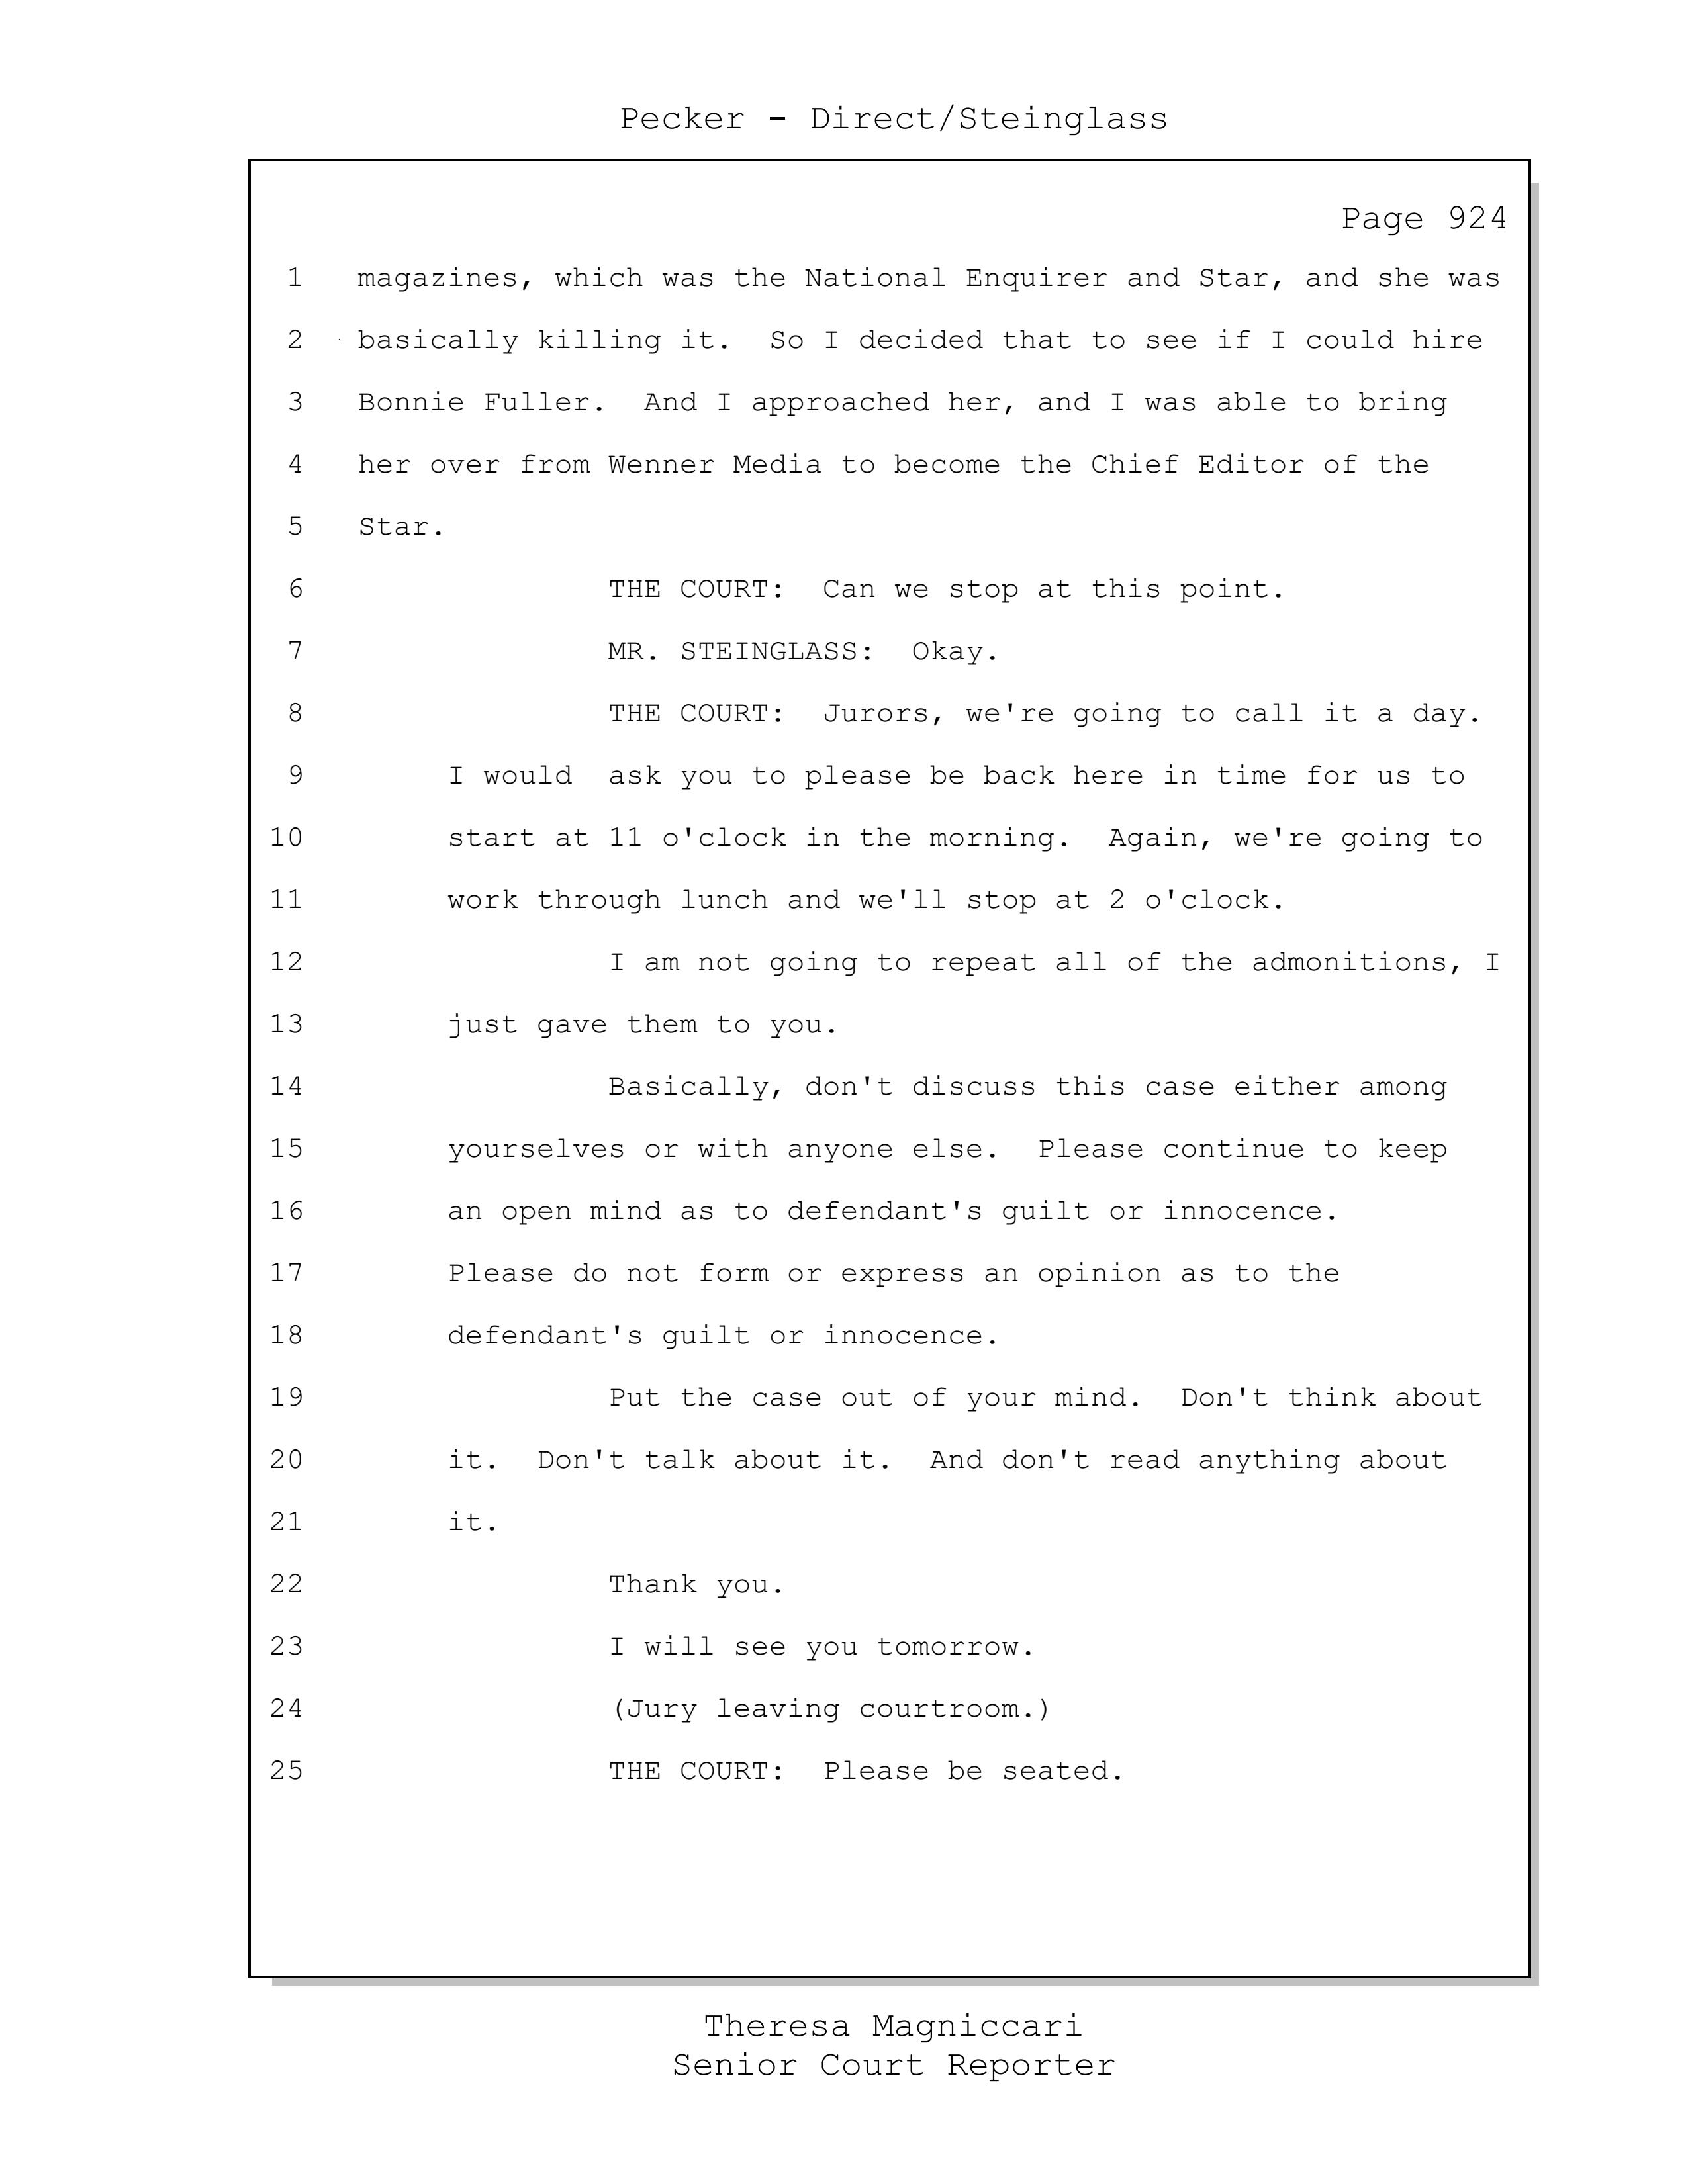 Pecker - Direct/Steinglass
Page 924
1 magazines, which was the National Enquirer and Star, and she was
2 basically killing it. So I decided that to see if I could hire
3 Bonnie Fuller. And I approached her, and I was able to bring
4 her over from Wenner Media to become the Chief Editor of the
5 Star.
6 THE COURT: Can we stop at this point.
7 MR. STEINGLASS: Okay.
8 THE COURT: Jurors, we're going to call it a day.
9 I would ask you to please be back here in time for us to
10 start at 11 o'clock in the morning. Again, we're going to
11 work through lunch and we'll stop at 2 o'clock.
12 I am not going to repeat all of the admonitions, I
13 just gave them to you.
14 Basically, don't discuss this case either among
15 yourselves or with anyone else. Please continue to keep
16 an open mind as to defendant's guilt or innocence.
17 Please do not form or express an opinion as to the
18 defendant's guilt or innocence.
19 Put the case out of your mind. Don't think about
20 it. Don't talk about it. And don't read anything about
21 it.
22 Thank you.
23 I will see you tomorrow.
24 (Jury leaving courtroom.)
25 THE COURT: Please be seated.
Theresa Magniccari
Senior Court Reporter